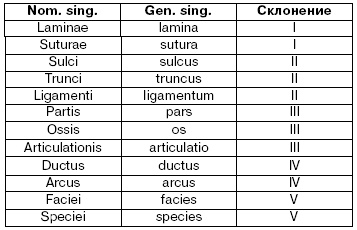 Nom. sing. Gen. sing. Склонение
Laminae lamina I
Suturae sutura I
Sulci sulcus II
Trunci truncus II
Ligamenti ligamentum II
Partis pars III
Ossis os III
Articulationis articulatio III
Ductus ductus IV
Arcus arcus IV
Faciei facies V
Speciei species V